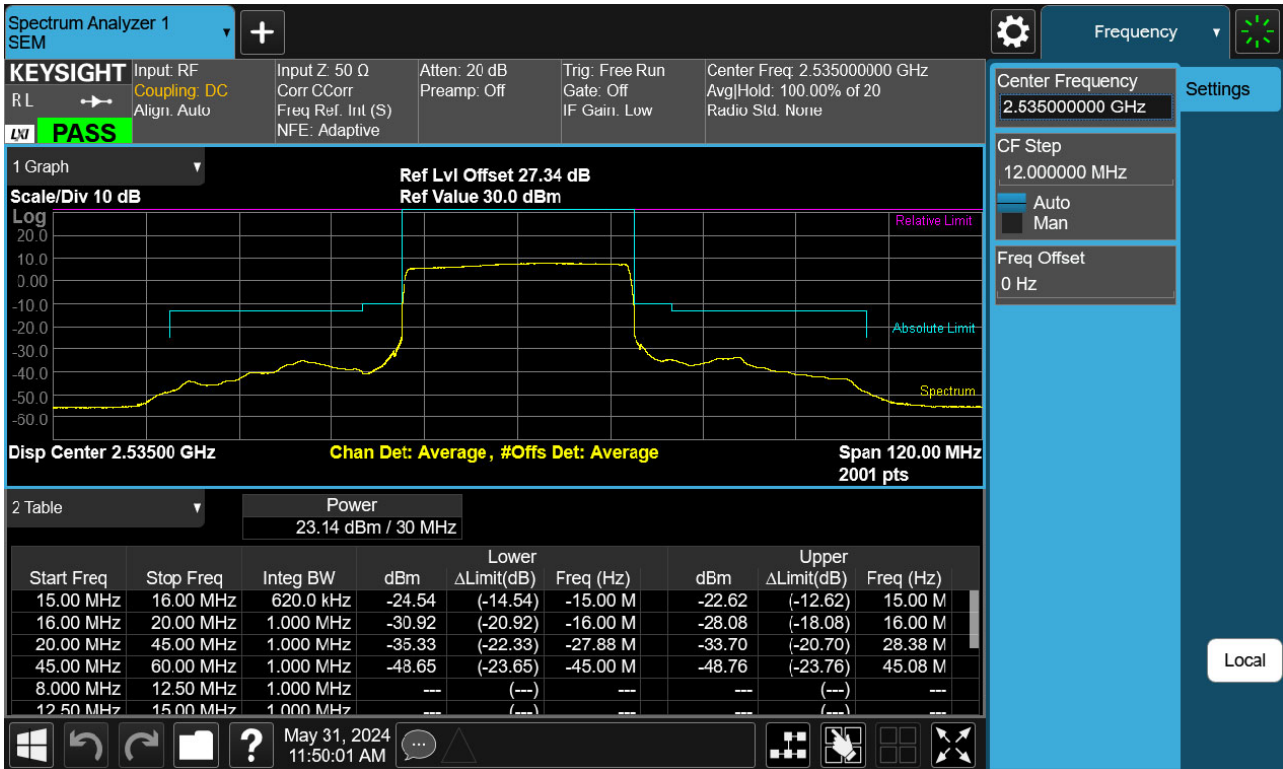 Spectrum Analyzer 1
SEM
+
Frequency
KEYSIGHT
RL
LXI
PASS
Input: RF
Coupling: DC
Align: Auto
Input Z: 50 Ω
Corr CCorr
Freq Ref: Int (S)
NFE: Adaptive
Atten: 20 dB
Preamp: Off
Trig: Free Run
Gate: Off
IF Gain: Low
Center Freq: 2.535000000 GHz
Avg|Hold: 100.00% of 20
Radio Std: None
Center Frequency
2.535000000 GHz
Settings
CF Step
12.000000 MHz
Auto
Man
Freq Offset
0 Hz
Local
1 Graph
Scale/Div 10 dB
Ref Lvl Offset 27.34 dB
Ref Value 30.0 dBm
Log
20.0
10.0
0.00
-10.0
-20.0
-30.0
-40.0
-50.0
-60.0
Relative Limit
Absolute Limit
Spectrum
Disp Center 2.53500 GHz
Chan Det: Average, #Offs Det: Average
Span 120.00 MHz
2001 pts
2 Table
Power
23.14 dBm / 30 MHz
Lower Upper
Start Freq Stop Freq Integ BW dBm ΔLimit(dB) Freq (Hz) dBm ΔLimit(dB) Freq (Hz)
15.00 MHz 16.00 MHz 620.0 kHz -24.54 (-14.54) -15.00 M -22.62 (-12.62) 15.00 M
16.00 MHz 20.00 MHz 1.000 MHz -30.92 (-20.92) -16.00 M -28.08 (-18.08) 16.00 M
20.00 MHz 45.00 MHz 1.000 MHz -35.33 (-22.33) -27.88 M -33.70 (-20.70) 28.38 M
45.00 MHz 60.00 MHz 1.000 MHz -48.65 (-23.65) -45.00 M -48.76 (-23.76) 45.08 M
8.000 MHz 12.50 MHz 1.000 MHz --- (---) --- --- (---) ---
12.50 MHz 15.00 MHz 1.000 MHz --- (---) --- --- (---) ---
?
May 31, 2024
11:50:01 AM